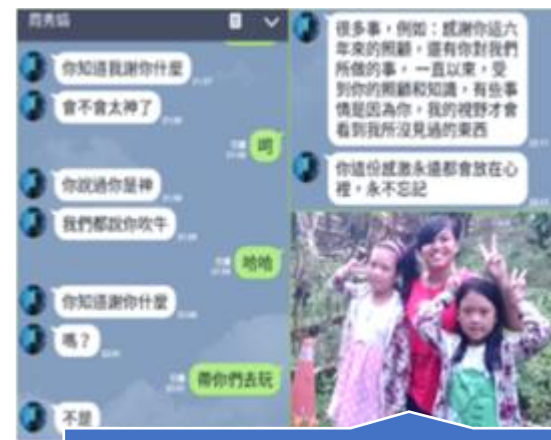 你知道我謝你什麼
會不會太神了
呵
你說過你是神
我們都說你吹牛
哈哈
你知道謝你什麼
嗎?
帶你們去玩
不是
很多事,例如:感謝你這六
年來的照顧,還有你對我們
所做的事,一直以來,受
到你的照顧和知識,有些事
情是因為你,我的視野才會
看到我所沒見過的東西
你這份感激永遠都會放在心
裡,永不忘記